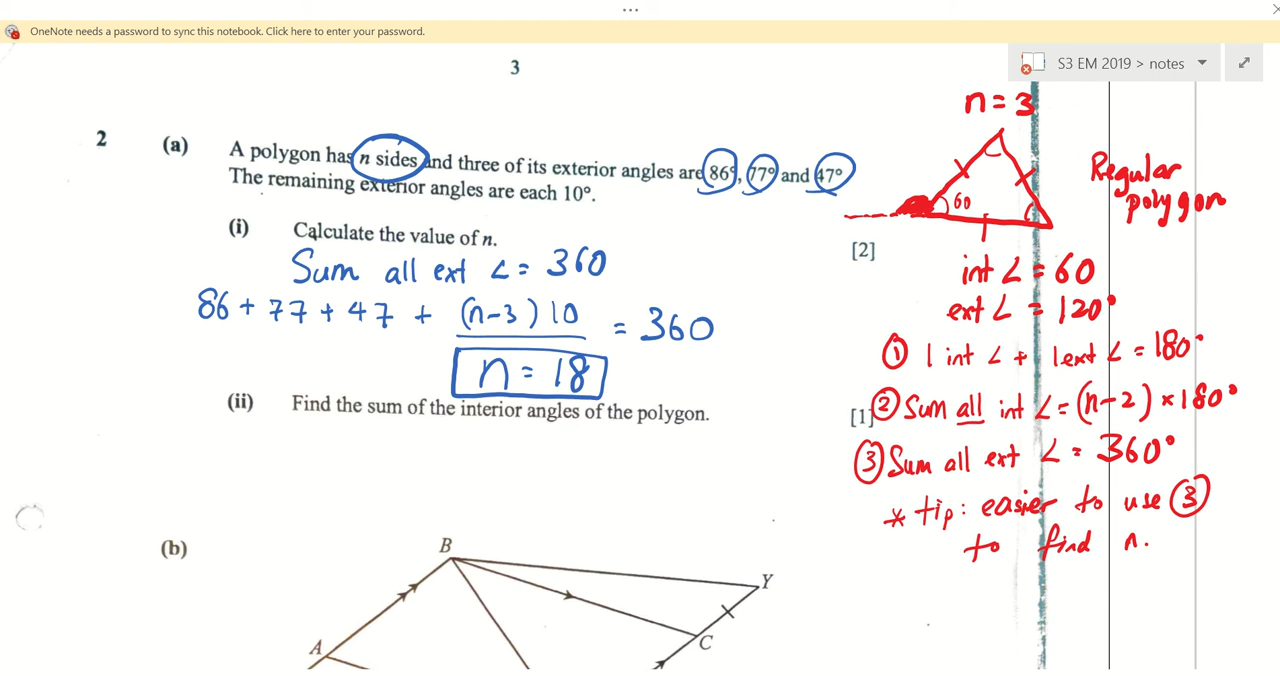 OneNote needs a password to sync this notebook. Click here to enter your password.
S3 EM 2019 > notes
3
2 (a) A polygon has n sides and three of its exterior angles are 86°, 77° and 47°.
The remaining exterior angles are each 10°.
(i) Calculate the value of n.
[2]
Sum all ext ∠ = 360
86 + 77 + 47 + (n-3)10 = 360
n = 18
(ii) Find the sum of the interior angles of the polygon.
[1]
(b)
B
Y
A
C
n = 3
60
Regular
polygon
int ∠ = 60
ext ∠ = 120°
① 1 int ∠ + 1 ext ∠ = 180°
② Sum all int ∠ = (n-2) × 180°
③ Sum all ext ∠ = 360°
* tip: easier to use ③
to find n.